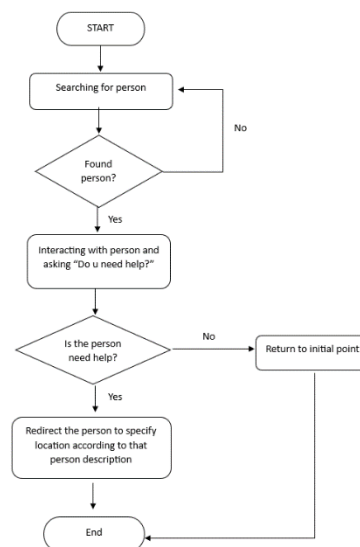 START
Searching for person
No
Found
person?
Yes
Interacting with person and
asking “Do u need help?”
Is the person
need help?
No
Return to initial point
Yes
Redirect the person to specify
location according to that
person description
End